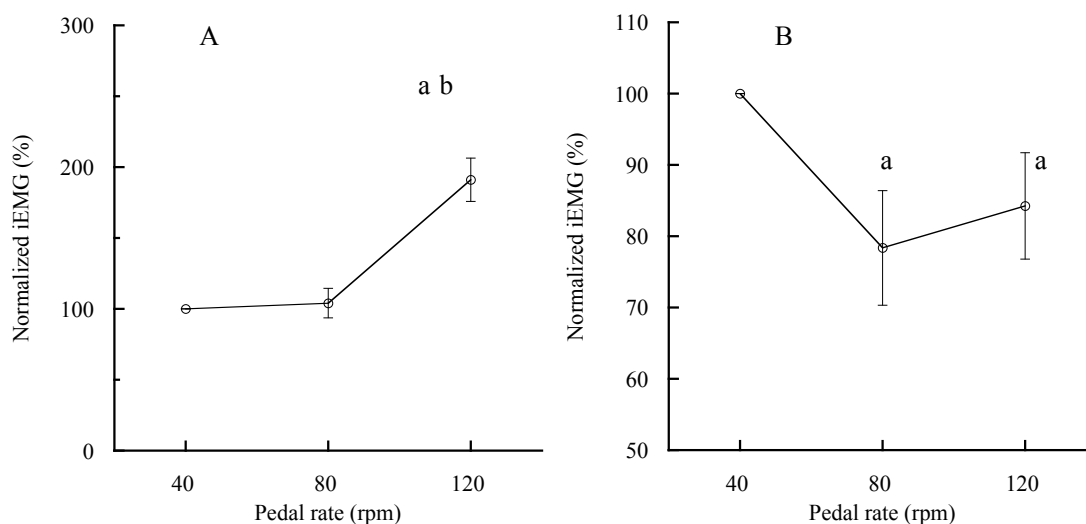 A
a b
Normalized iEMG (%)
300
200
100
0
40
80
120
Pedal rate (rpm)
B
a
a
Normalized iEMG (%)
110
100
90
80
70
60
50
40
80
120
Pedal rate (rpm)